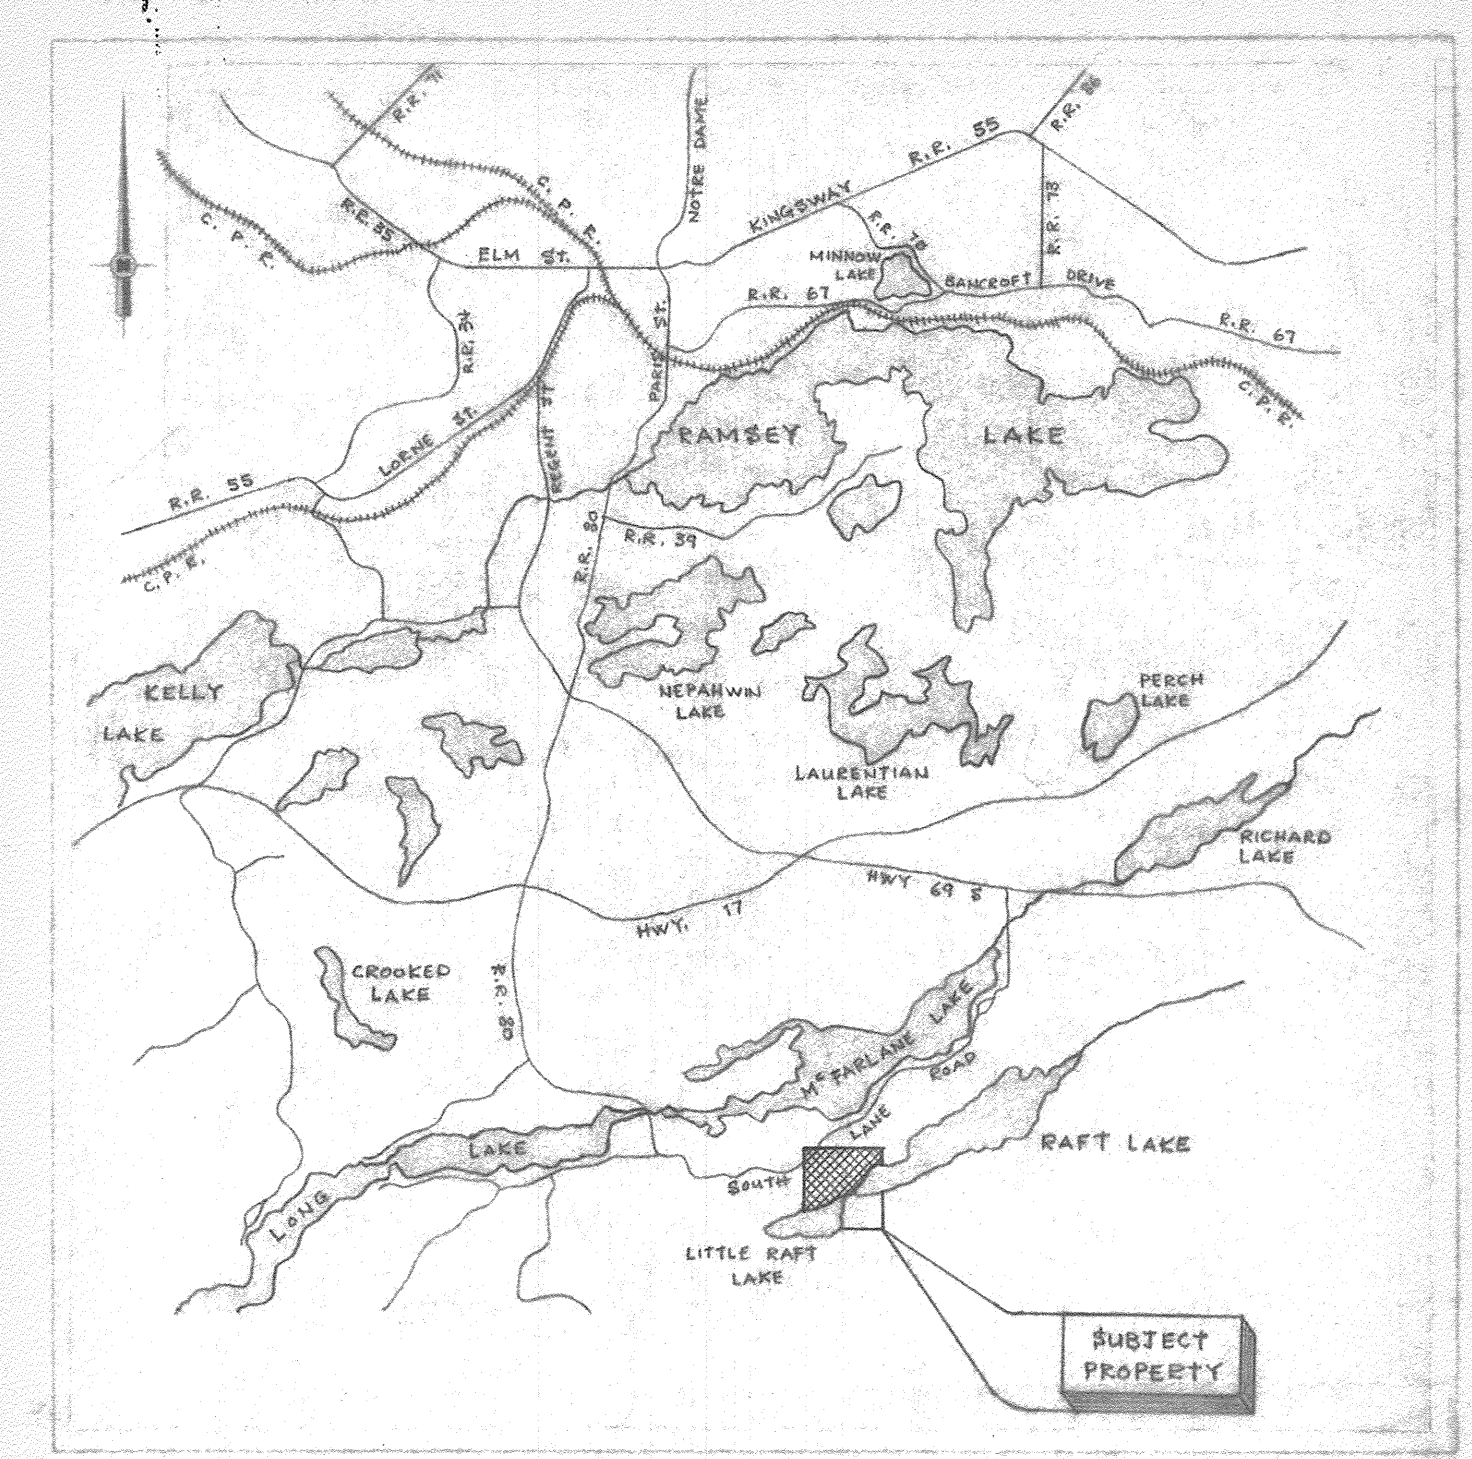 NOTRE DAME
R.R. 55
R.R. 86
C. P. R.
C. P. R.
R.R. 35
KINGSWAY
R.R. 78
R.R. 73
ELM St.
MINNOW
LAKE
BANCROFT DRIVE
R.R. 67
R.R. 67
R.R. 34
PARIS St.
C.P.R.
LORNE St.
REGENT ST
RAMSEY LAKE
R.R. 55
C.P.R.
R.R. 80
R.R. 39
KELLY
LAKE
NEPAHWIN
LAKE
PERCH
LAKE
LAURENTIAN
LAKE
RICHARD
LAKE
HWY 69 S
HWY. 17
CROOKED
LAKE
R.R. 80
McFARLANE LAKE
ROAD
LANE
SOUTH
RAFT LAKE
LONG LAKE
LITTLE RAFT
LAKE
SUBJECT
PROPERTY